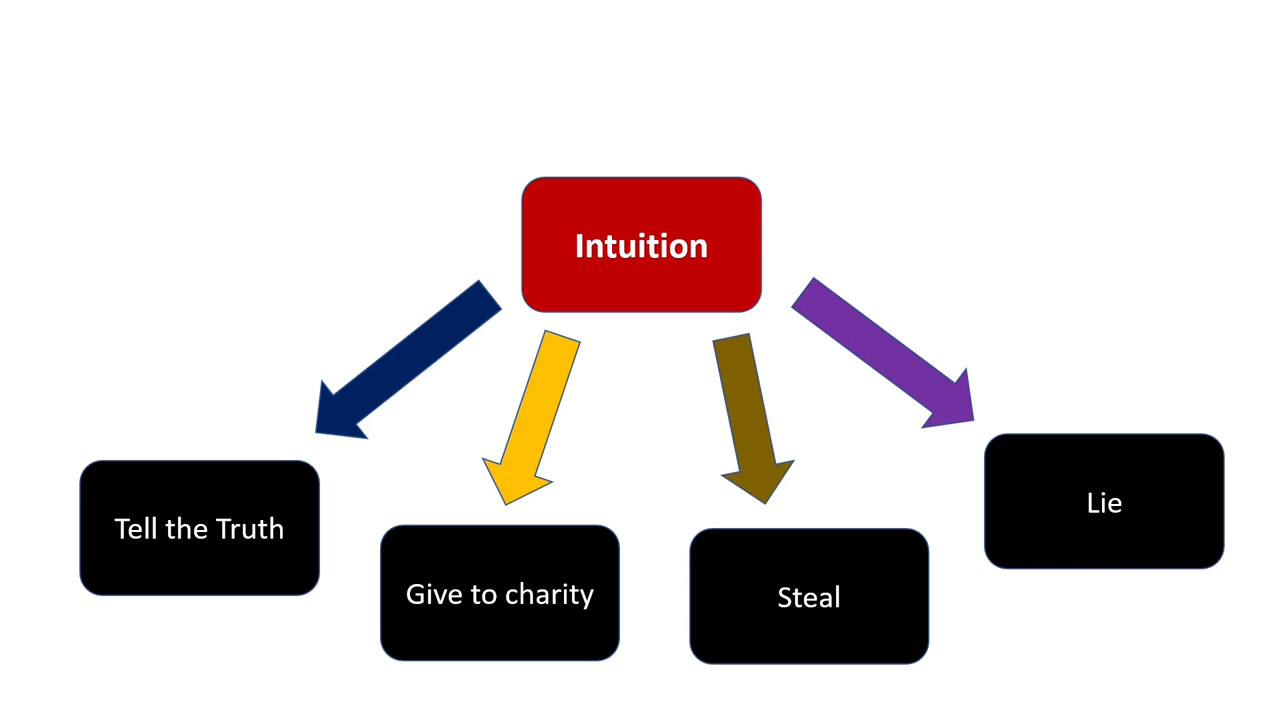 Intuition
Tell the Truth
Give to charity
Steal
Lie